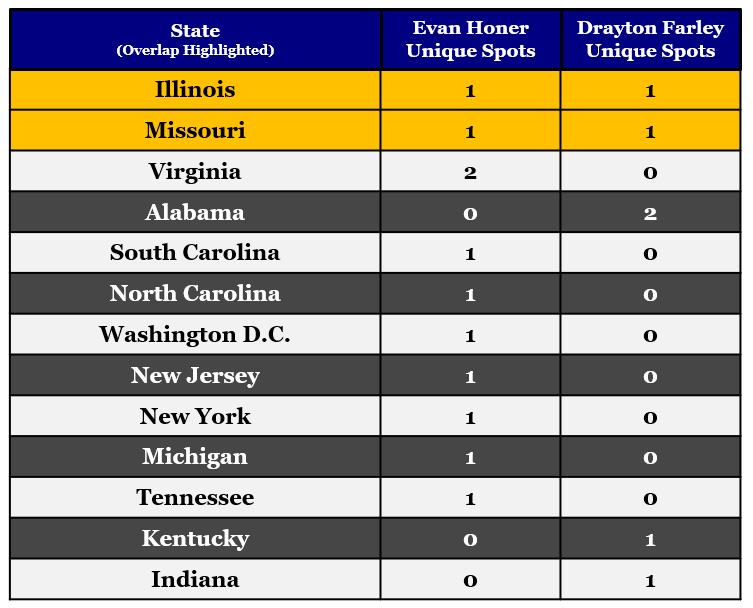 State Evan Honer Drayton Farley
(Overlap Highlighted) Unique Spots Unique Spots
Illinois 1 1
Missouri 1 1
Virginia 2 0
Alabama 0 2
South Carolina 1 0
North Carolina 1 0
Washington D.C. 1 0
New Jersey 1 0
New York 1 0
Michigan 1 0
Tennessee 1 0
Kentucky 0 1
Indiana 0 1